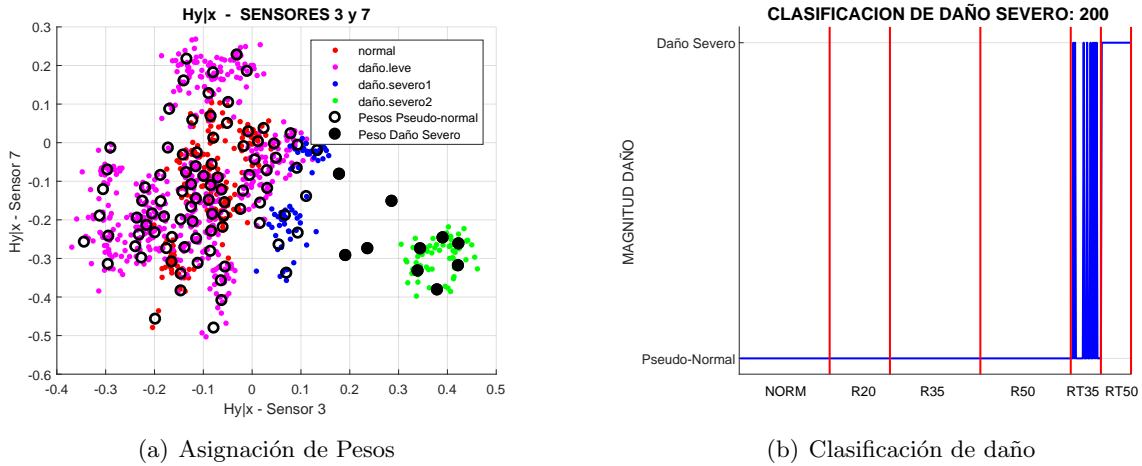 Hy|x  -  SENSORES 3 y 7
0.3
0.2
0.1
0
-0.1
-0.2
-0.3
-0.4
-0.5
-0.6
Hy|x - Sensor 7
normal
daño.leve
daño.severo1
daño.severo2
Pesos Pseudo-normal
Peso Daño Severo
-0.4 -0.3 -0.2 -0.1 0 0.1 0.2 0.3 0.4 0.5
Hy|x - Sensor 3
(a) Asignación de Pesos
CLASIFICACION DE DAÑO SEVERO: 200
Daño Severo
MAGNITUD DAÑO
Pseudo-Normal
NORM R20 R35 R50 RT35 RT50
(b) Clasificación de daño